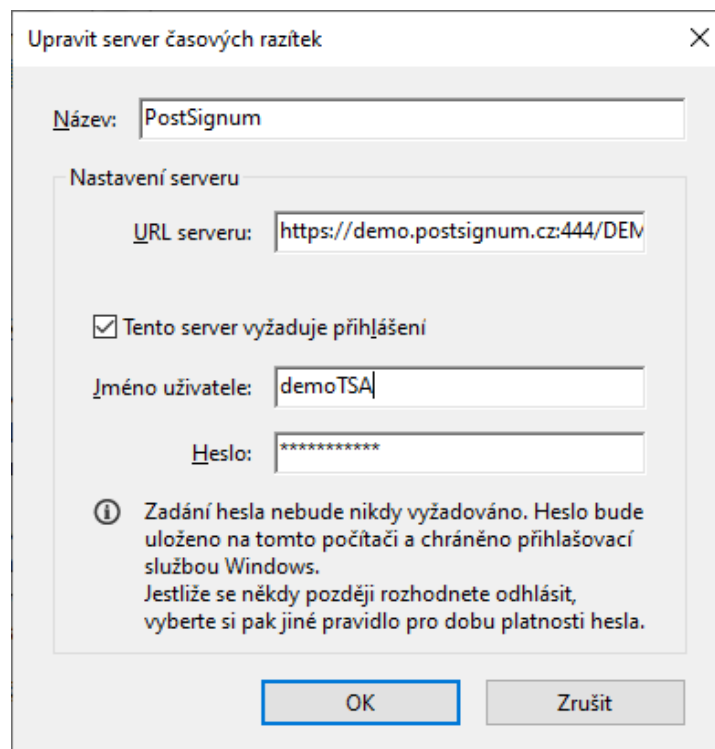 Upravit server časových razítek
Název: PostSignum
Nastavení serveru
URL serveru: https://demo.postsignum.cz:444/DEM
Tento server vyžaduje přihlášení
Jméno uživatele: demoTSA
Heslo: ***********
Zadání hesla nebude nikdy vyžadováno. Heslo bude
uloženo na tomto počítači a chráněno přihlašovací
službou Windows.
Jestliže se někdy později rozhodnete odhlásit,
vyberte si pak jiné pravidlo pro dobu platnosti hesla.
OK Zrušit